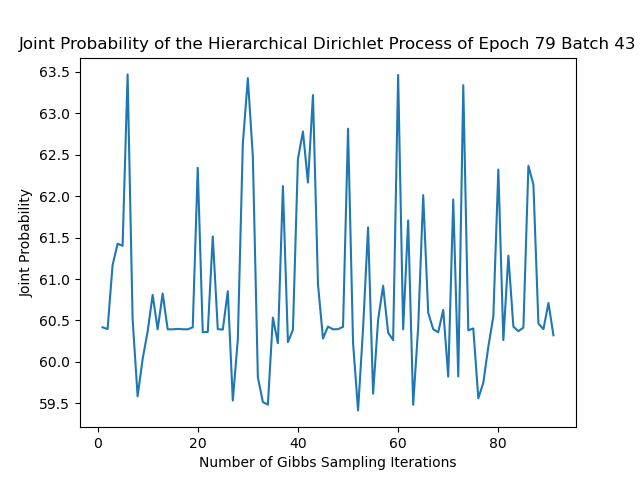 Joint Probability of the Hierarchical Dirichlet Process of Epoch 79 Batch 43
63.5
63.0
62.5
62.0
61.5
61.0
60.5
60.0
59.5
Joint Probability
0 20 40 60 80
Number of Gibbs Sampling Iterations